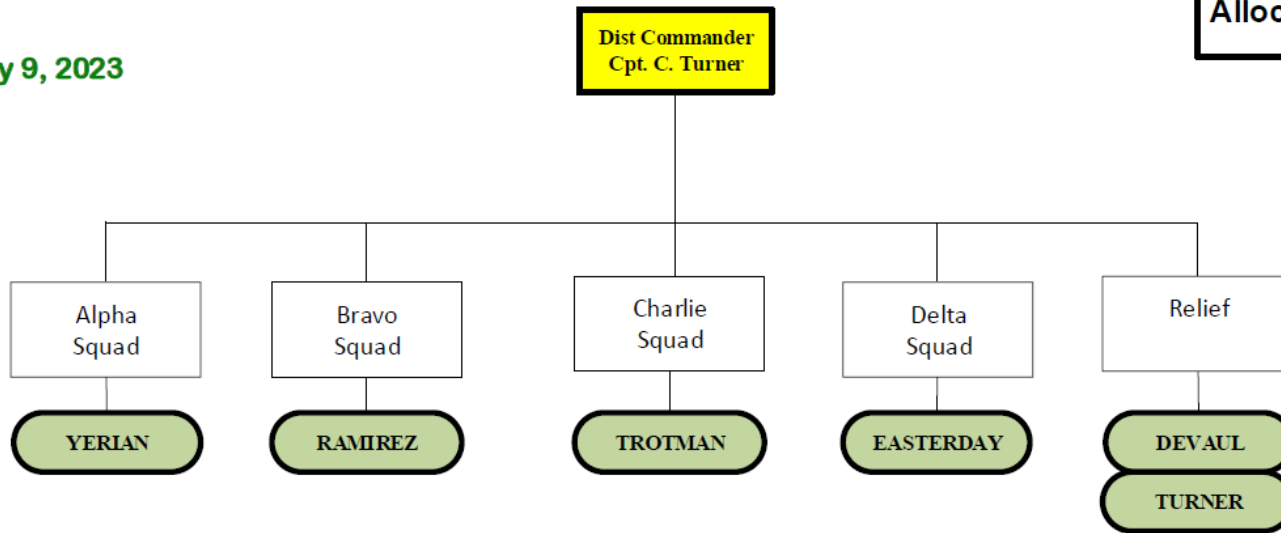 Alloc
y 9, 2023
Dist Commander
Cpt. C. Turner
Alpha
Squad
Bravo
Squad
Charlie
Squad
Delta
Squad
Relief
YERIAN
RAMIREZ
TROTMAN
EASTERDAY
DEVAUL
TURNER